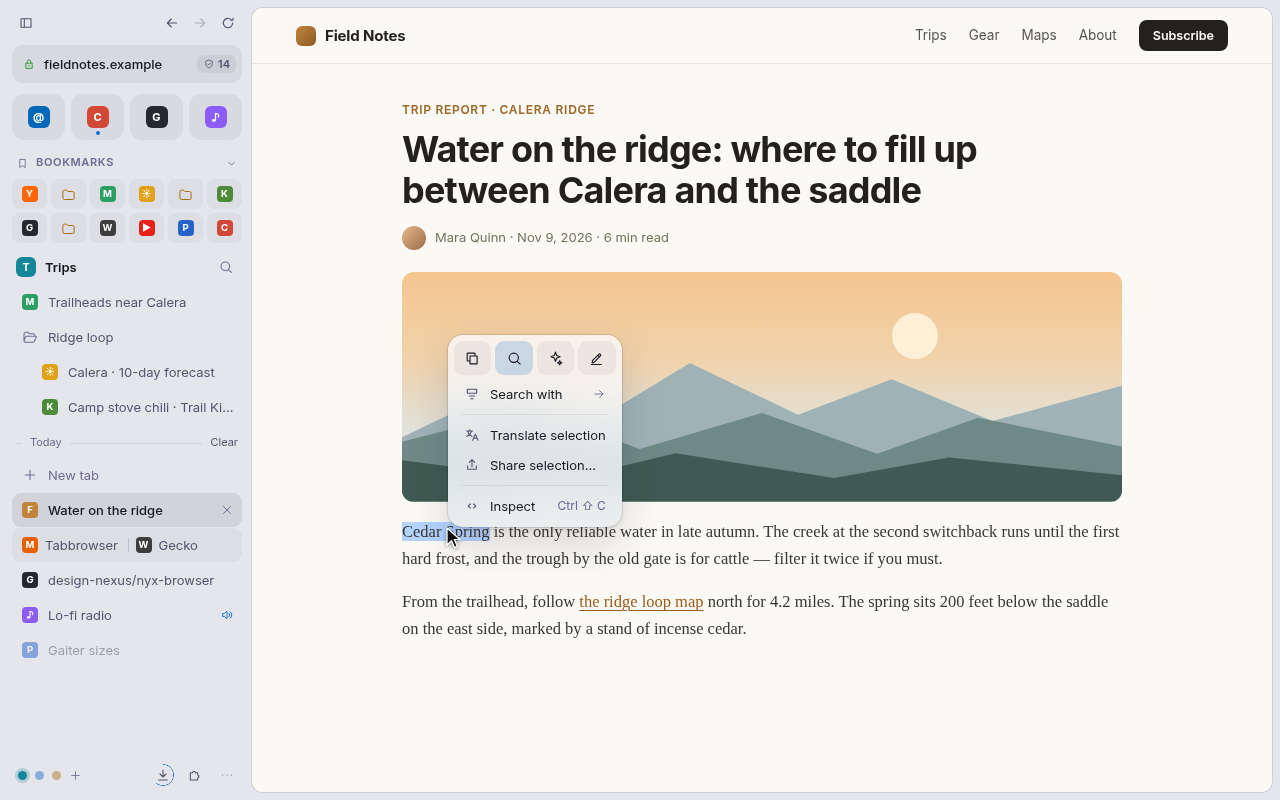 fieldnotes.example 14
@ C G
BOOKMARKS
Y M K
G W P C
T Trips
M Trailheads near Calera
Ridge loop
Calera · 10-day forecast
K Camp stove chili · Trail Ki...
Today Clear
New tab
F Water on the ridge
M Tabbrowser W Gecko
G design-nexus/nyx-browser
Lo-fi radio
P Gaiter sizes
Field Notes Trips Gear Maps About Subscribe
TRIP REPORT · CALERA RIDGE
Water on the ridge: where to fill up
between Calera and the saddle
Mara Quinn · Nov 9, 2026 · 6 min read
Search with
Translate selection
Share selection...
Inspect Ctrl ⇧ C
Cedar Spring is the only reliable water in late autumn. The creek at the second switchback runs until the first
hard frost, and the trough by the old gate is for cattle — filter it twice if you must.
From the trailhead, follow the ridge loop map north for 4.2 miles. The spring sits 200 feet below the saddle
on the east side, marked by a stand of incense cedar.